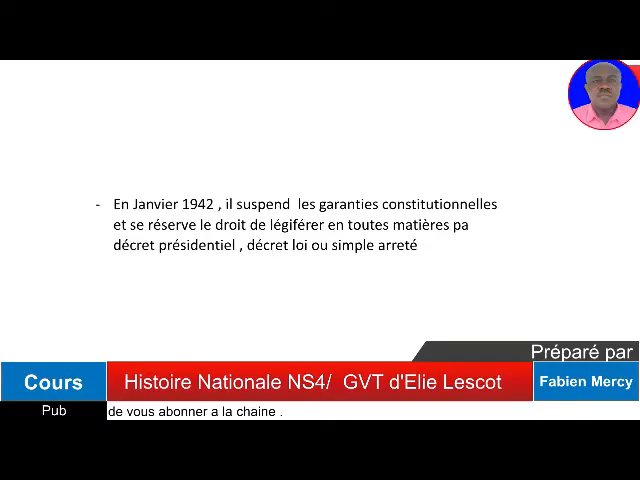 - En Janvier 1942 , il suspend les garanties constitutionnelles
et se réserve le droit de légiférer en toutes matières pa
décret présidentiel , décret loi ou simple arreté
Préparé par
Cours
Histoire Nationale NS4/ GVT d'Elie Lescot
Fabien Mercy
Pub
de vous abonner a la chaine .